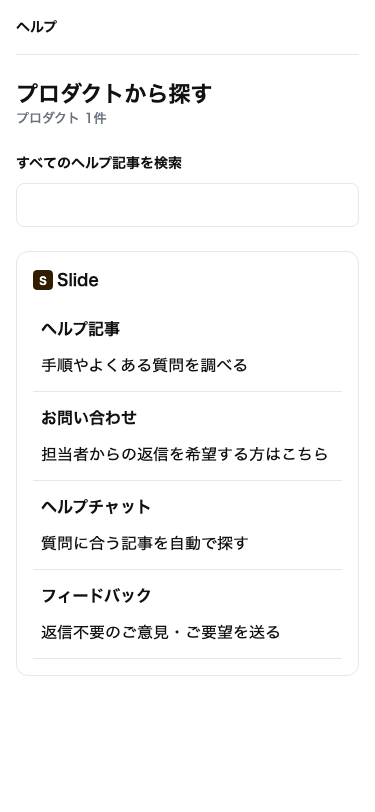 ヘルプ
プロダクトから探す
プロダクト 1件
すべてのヘルプ記事を検索
S Slide
ヘルプ記事
手順やよくある質問を調べる
お問い合わせ
担当者からの返信を希望する方はこちら
ヘルプチャット
質問に合う記事を自動で探す
フィードバック
返信不要のご意見・ご要望を送る